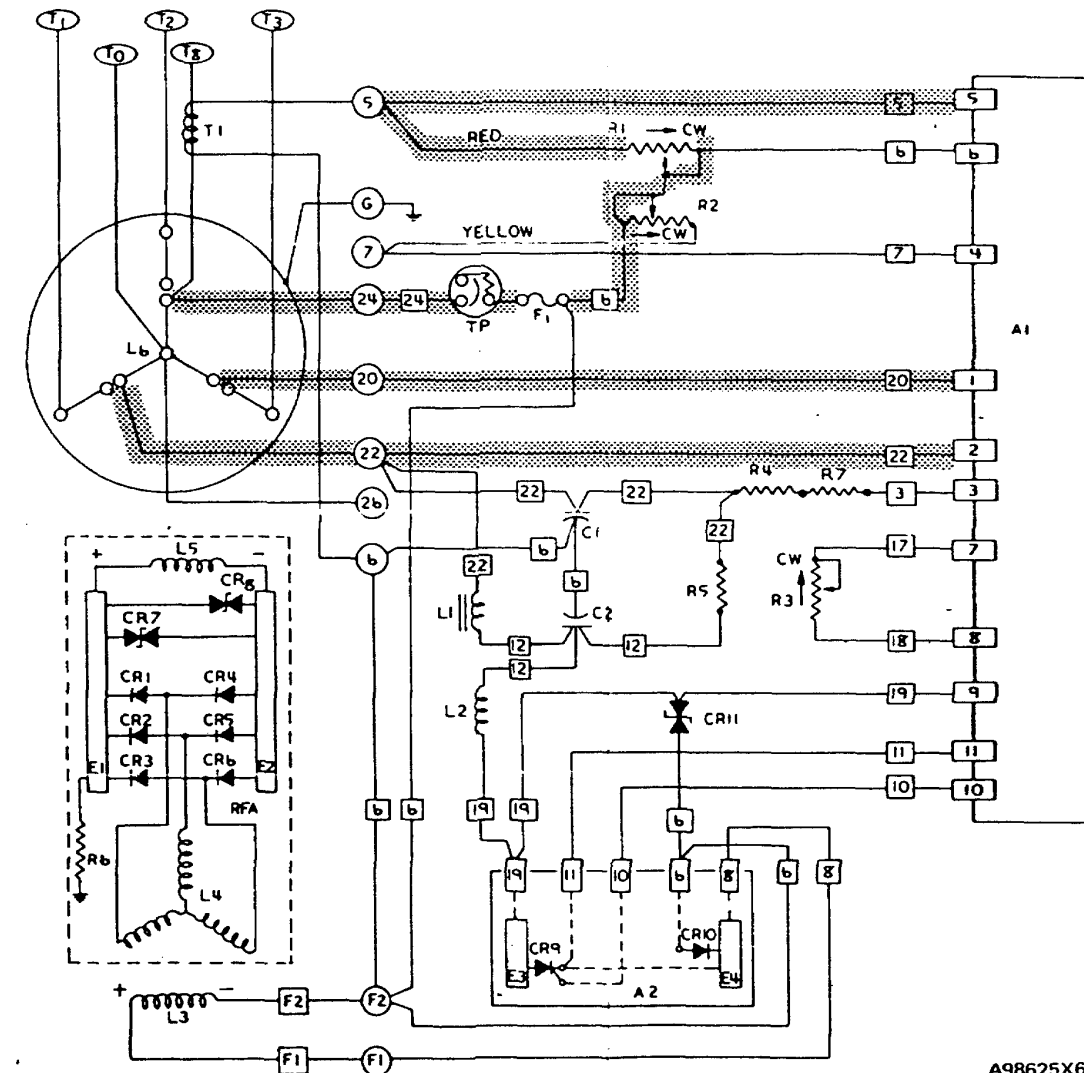 T1 T2 T3
T0 T8
T1
5 5 5
RED R1 CW
6 6
G
R2
YELLOW CW
7 7 4
24 24 TP F1 6
A1
L6
20 20 1
22 22 2
26 22 22 R4 R7 3 3
C1
22
6 6
17 7
CW
L5
+ -
CR8
CR7
22 6 R5 R3
L1 C2
12 12
18 8
12
CR1 CR4
L2 19 9
CR11
CR2 CR5
11 11
E1 CR3 CR6 E2
10 10
RFA
6 6 19 19 6
R6
L4
19 11 10 6 8 6 8
CR9 CR10
E3 E4
A2
+ -
L3 F2 F2
F1 F1
A98625X6